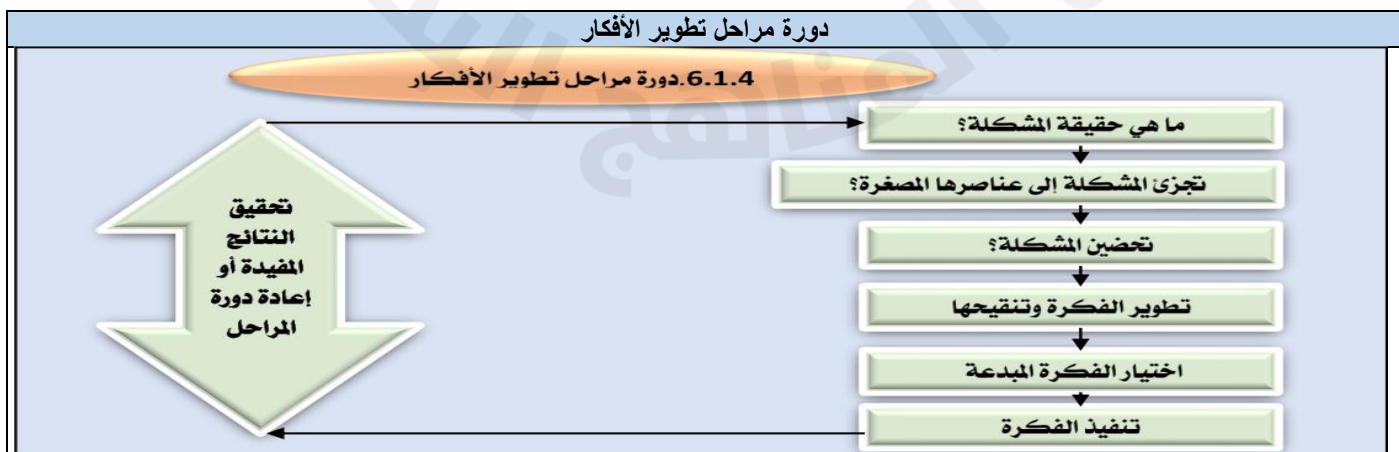 دورة مراحل تطوير الأفكار
6.1.4.دورة مراحل تطوير الأفكار
ما هي حقيقة المشكلة؟
تجزئ المشكلة إلى عناصرها المصغرة؟
تحضين المشكلة؟
تطوير الفكرة وتنقيحها
اختيار الفكرة المبدعة
تنفيذ الفكرة
تحقيق
النتائج
المفيدة أو
إعادة دورة
المراحل